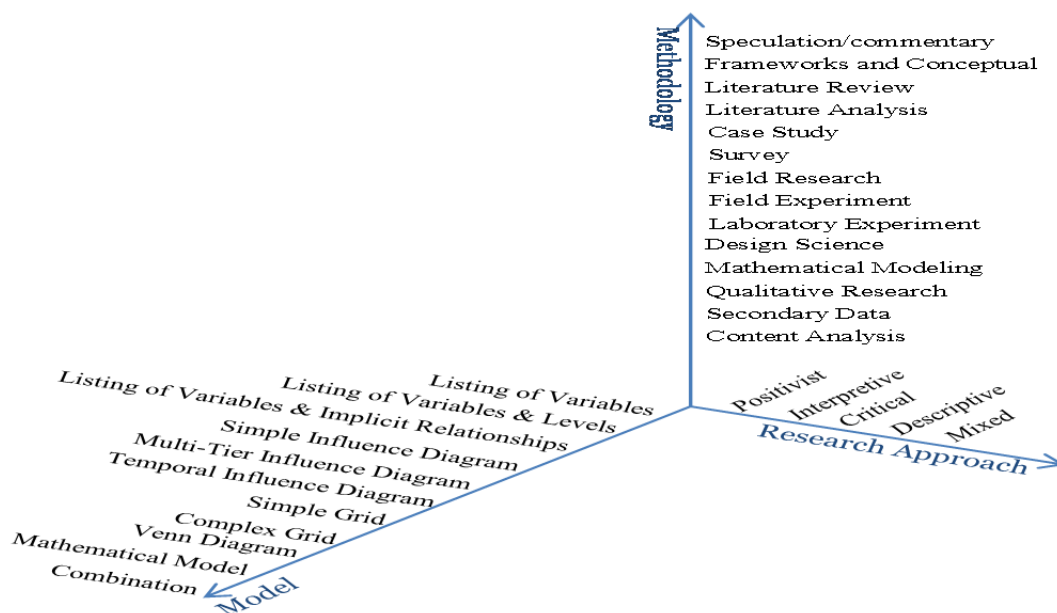 Methodology
Speculation/commentary
Frameworks and Conceptual
Literature Review
Literature Analysis
Case Study
Survey
Field Research
Field Experiment
Laboratory Experiment
Design Science
Mathematical Modeling
Qualitative Research
Secondary Data
Content Analysis
Listing of Variables
Listing of Variables & Levels
Listing of Variables & Implicit Relationships
Simple Influence Diagram
Multi-Tier Influence Diagram
Temporal Influence Diagram
Simple Grid
Complex Grid
Venn Diagram
Mathematical Model
Combination
Model
Positivist
Interpretive
Critical
Descriptive
Mixed
Research Approach